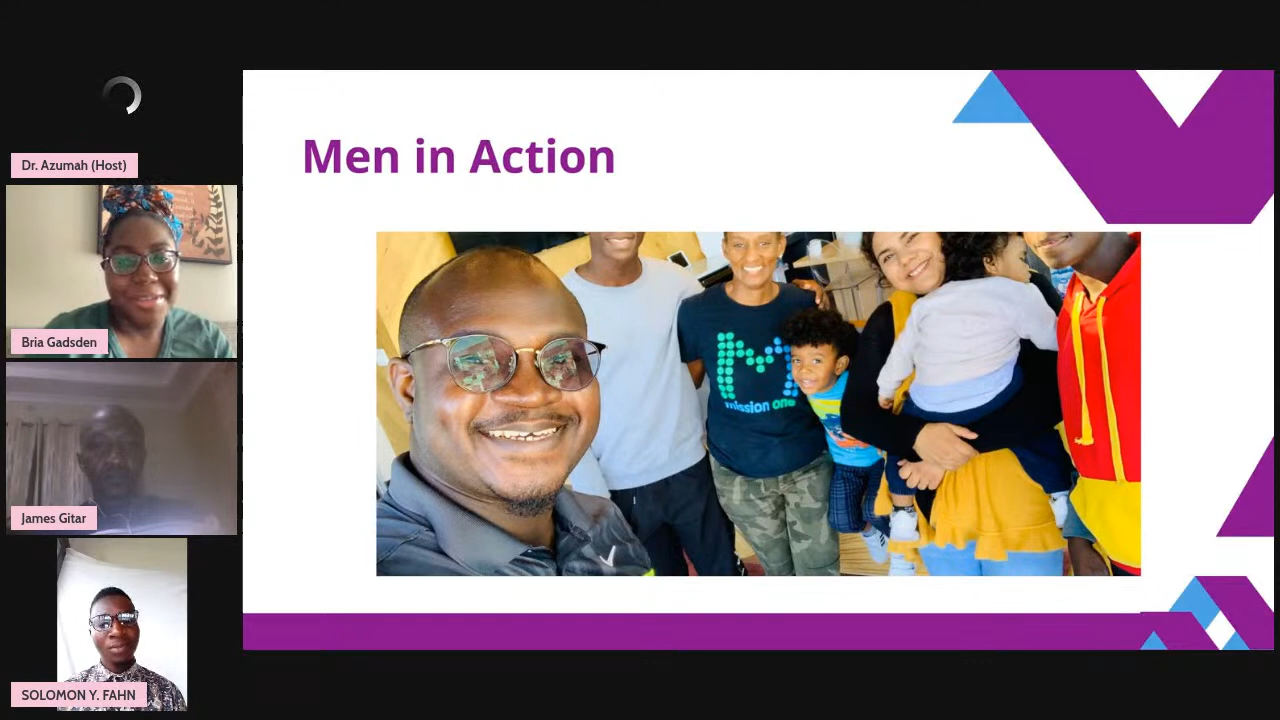 Dr. Azumah (Host)
Bria Gadsden
James Gitar
SOLOMON Y. FAHN
Men in Action
mission one